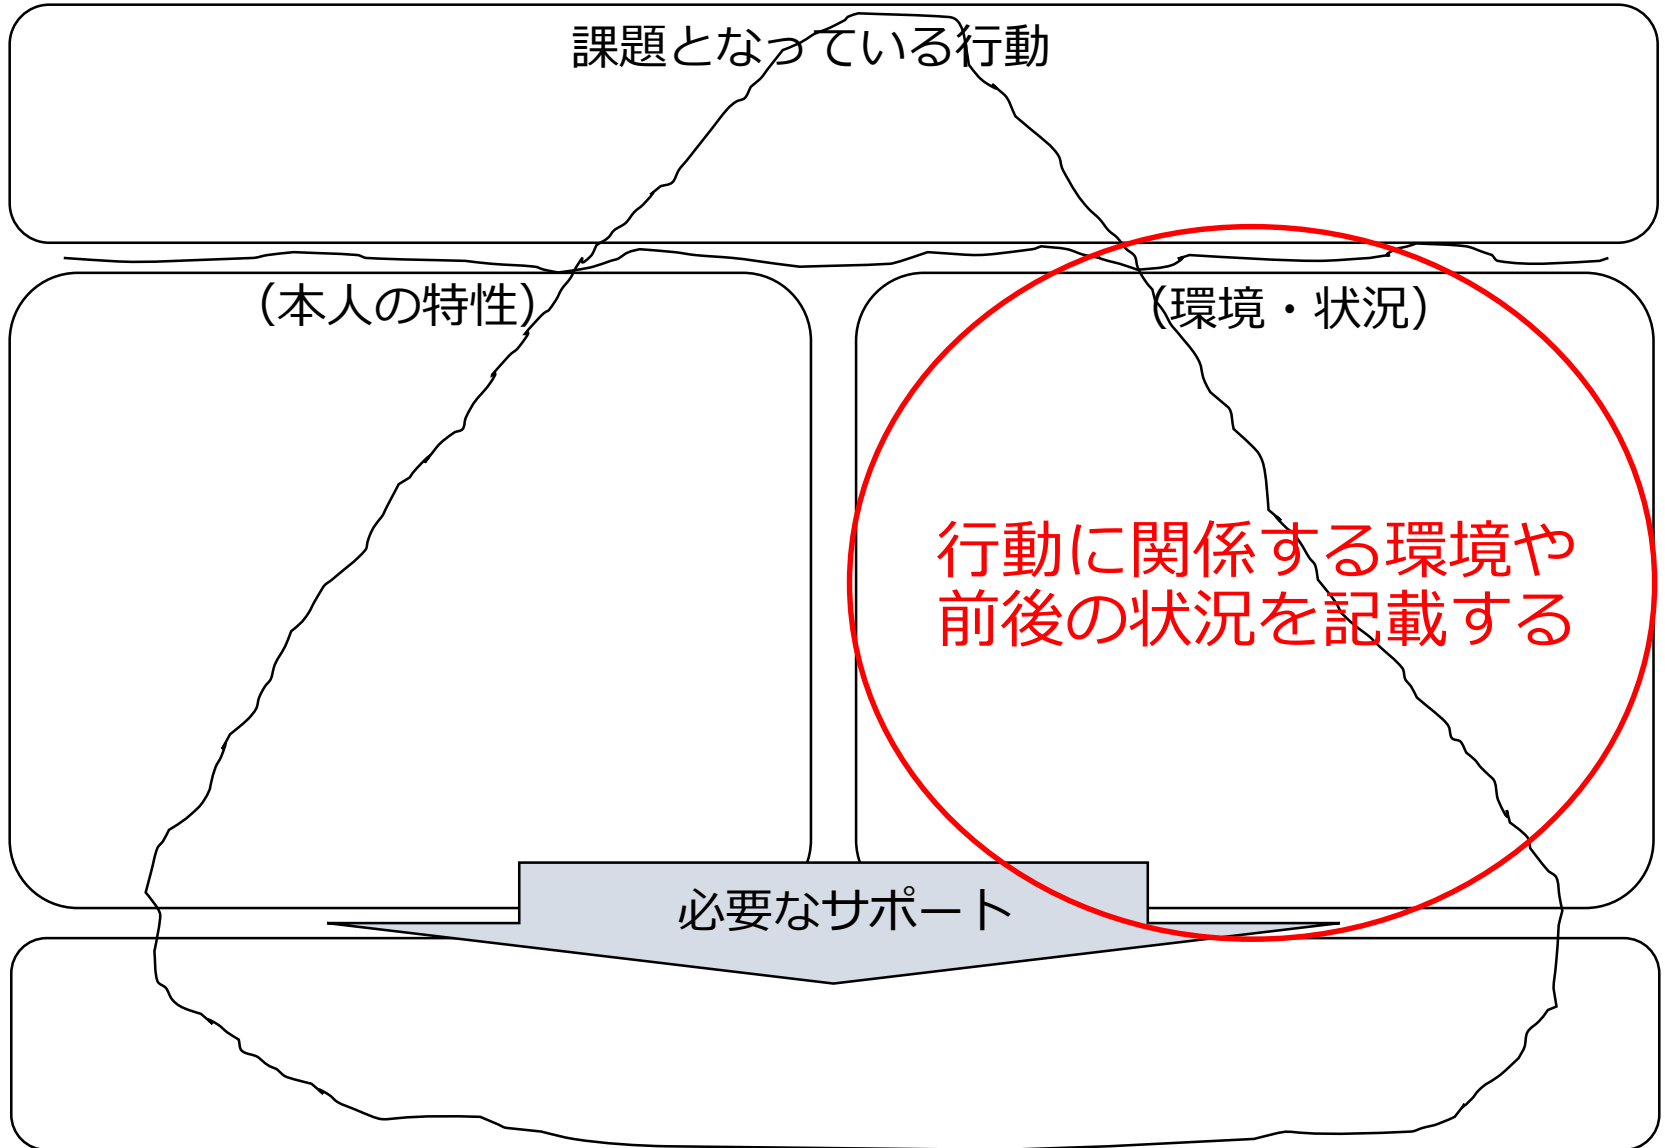 課題となっている行動
（本人の特性）
（環境・状況）
行動に関係する環境や
前後の状況を記載する
必要なサポート